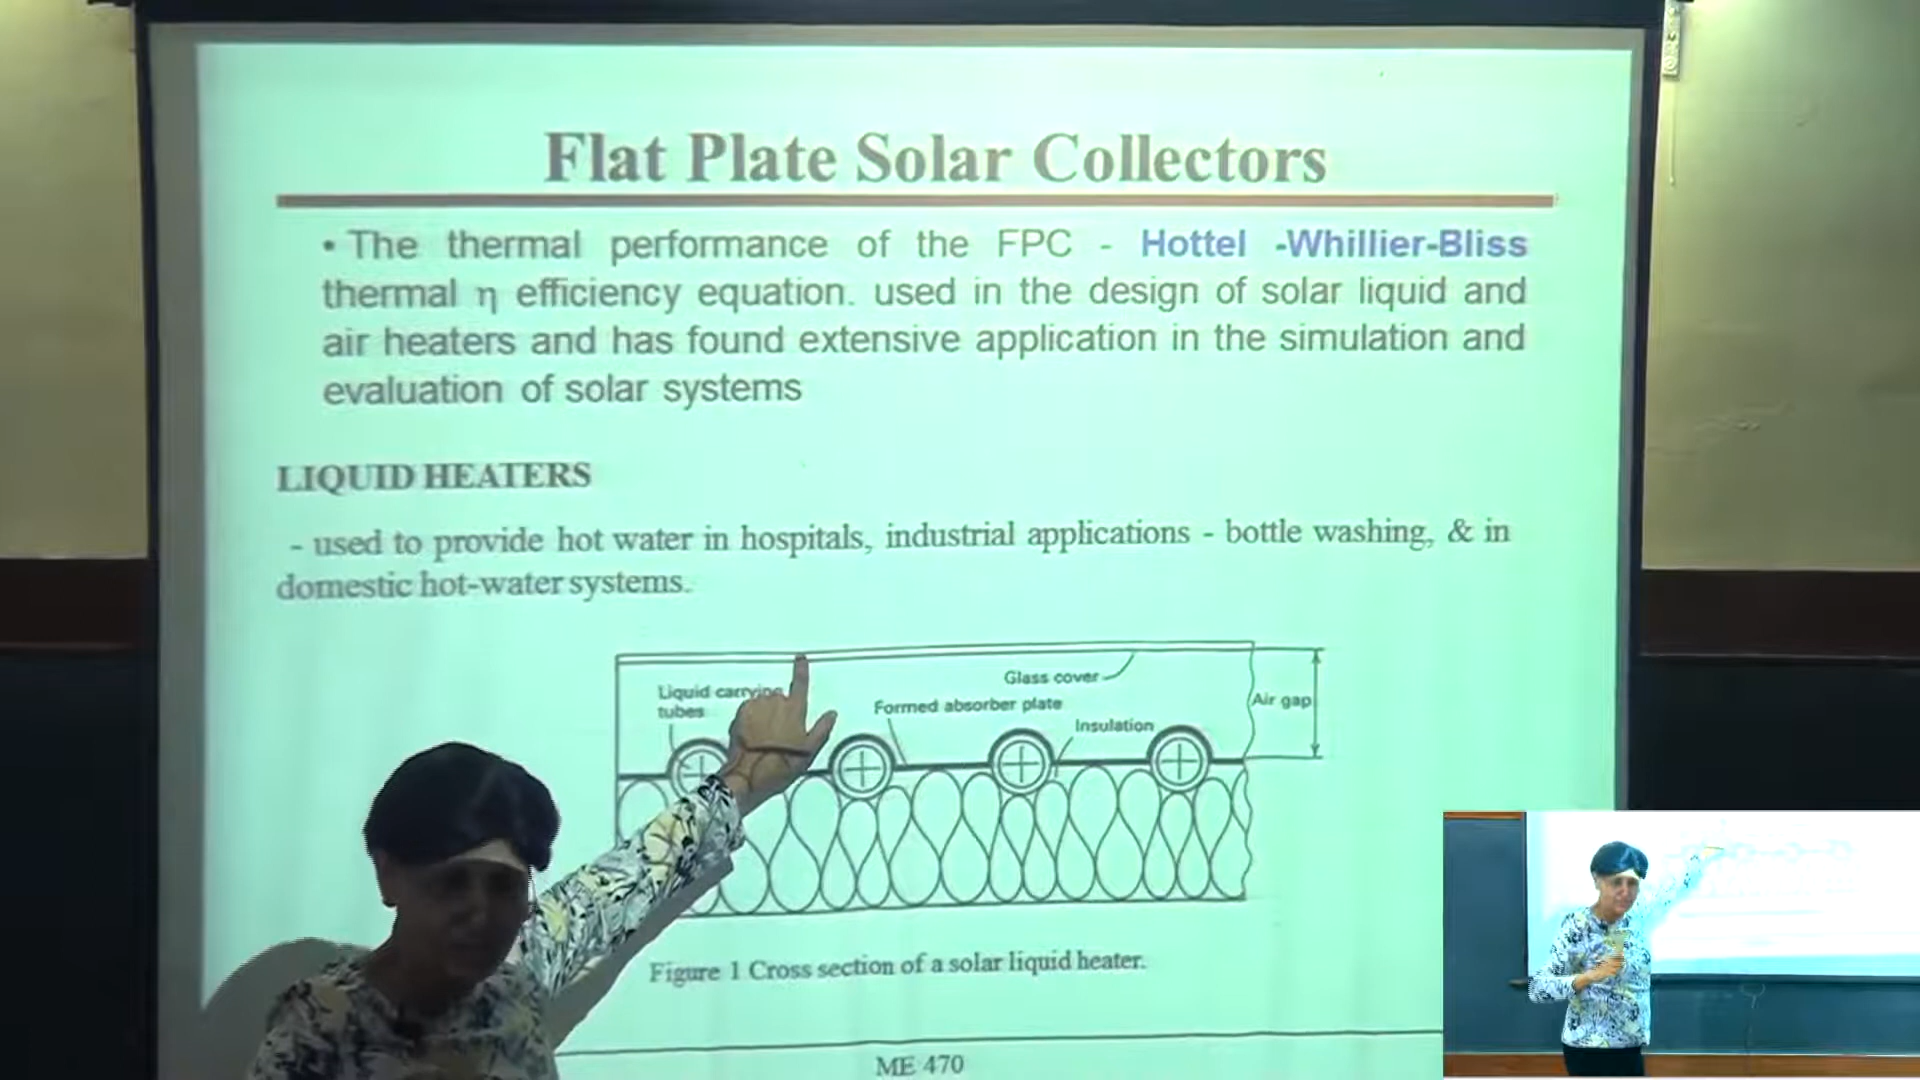 Flat Plate Solar Collectors
• The thermal performance of the FPC - Hottel -Whillier-Bliss
thermal η efficiency equation. used in the design of solar liquid and
air heaters and has found extensive application in the simulation and
evaluation of solar systems
LIQUID HEATERS
- used to provide hot water in hospitals, industrial applications - bottle washing, & in
domestic hot-water systems.
Glass cover
Liquid carrying
tubes
Formed absorber plate
Air gap
Insulation
Figure 1 Cross section of a solar liquid heater.
ME 470